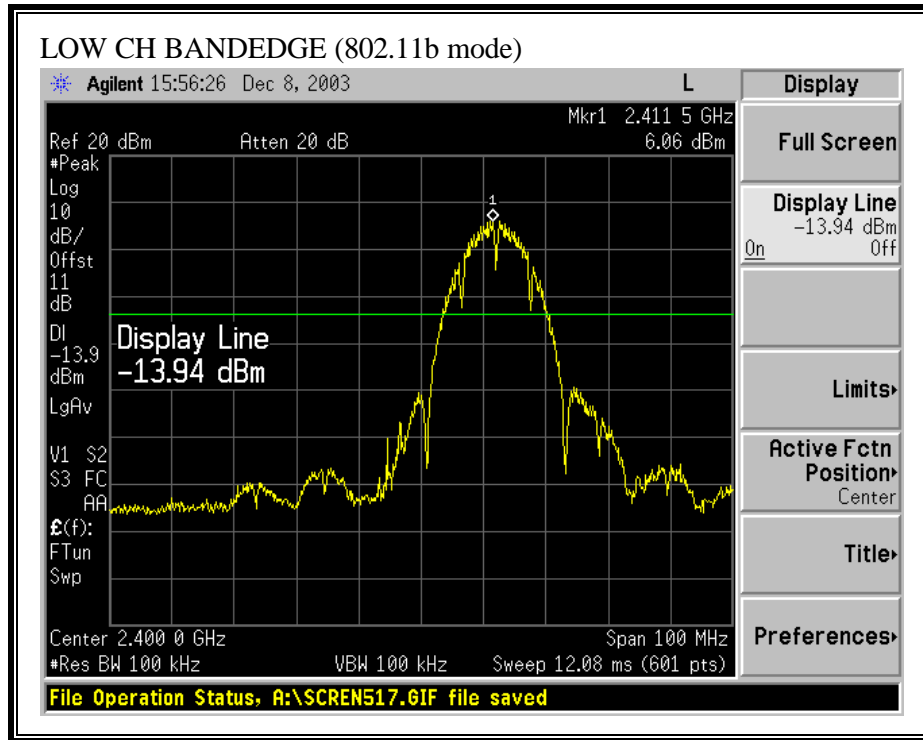 LOW CH BANDEDGE (802.11b mode)
Agilent 15:56:26 Dec 8, 2003 L
Display
Mkr1 2.411 5 GHz
Ref 20 dBm Atten 20 dB 6.06 dBm
#Peak
Log
10
dB/
Offst
11
dB
DI
-13.9
dBm
LgAv
V1 S2
S3 FC
AA
£(f):
FTun
Swp
1
Display Line
-13.94 dBm
Center 2.400 0 GHz Span 100 MHz
#Res BW 100 kHz VBW 100 kHz Sweep 12.08 ms (601 pts)
Full Screen
Display Line
-13.94 dBm
On Off
Limits
Active Fctn
Position
Center
Title
Preferences
File Operation Status, A:\SCREN517.GIF file saved